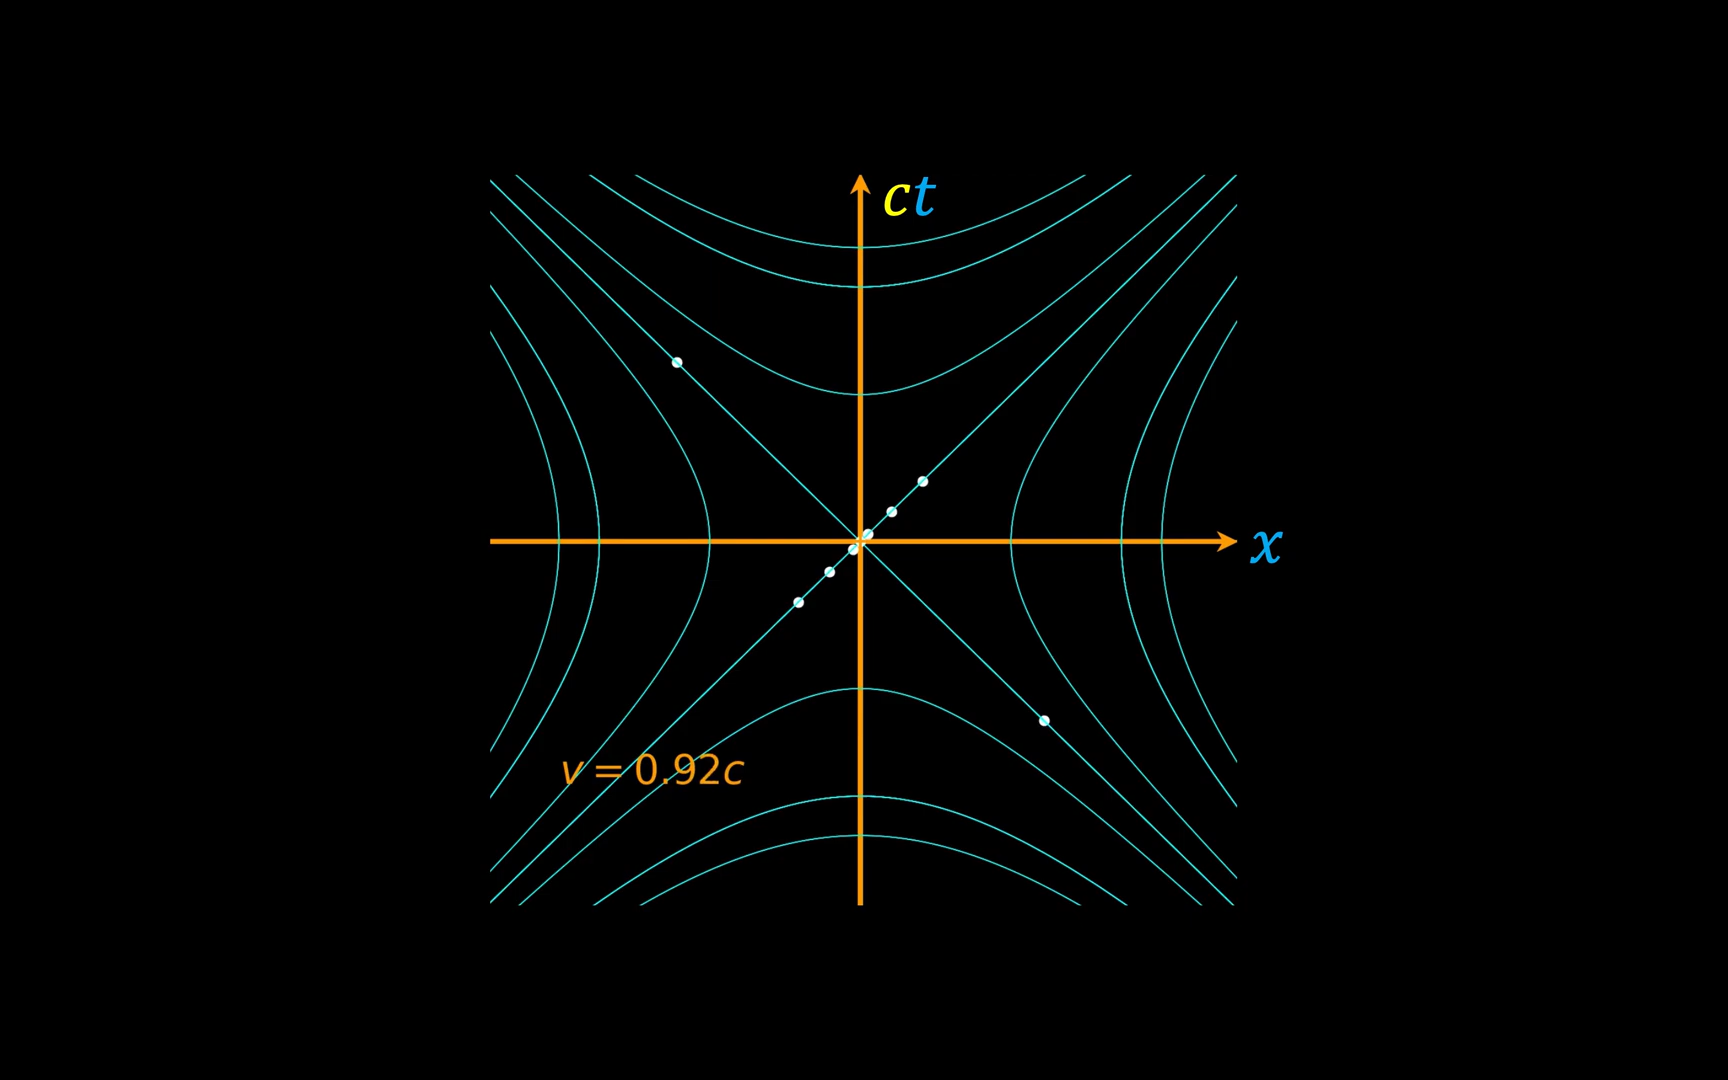 ct
x
v = 0.92c